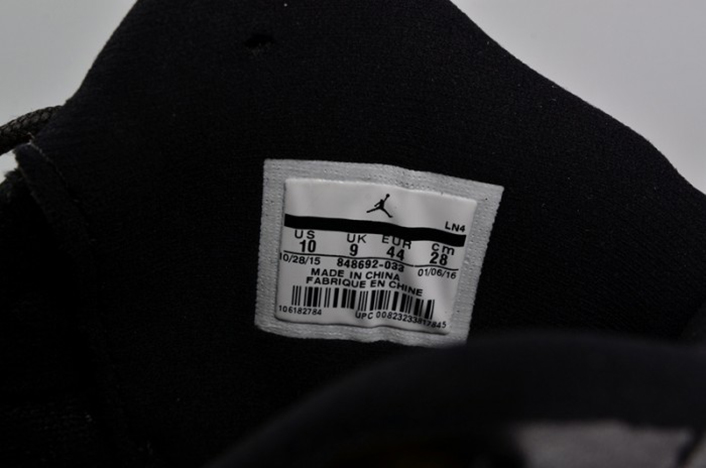 LN4
US UK EUR cm
10 9 44 28
10/28/15 848692-033 01/06/16
MADE IN CHINA
FABRIQUE EN CHINE
106182784 UPC